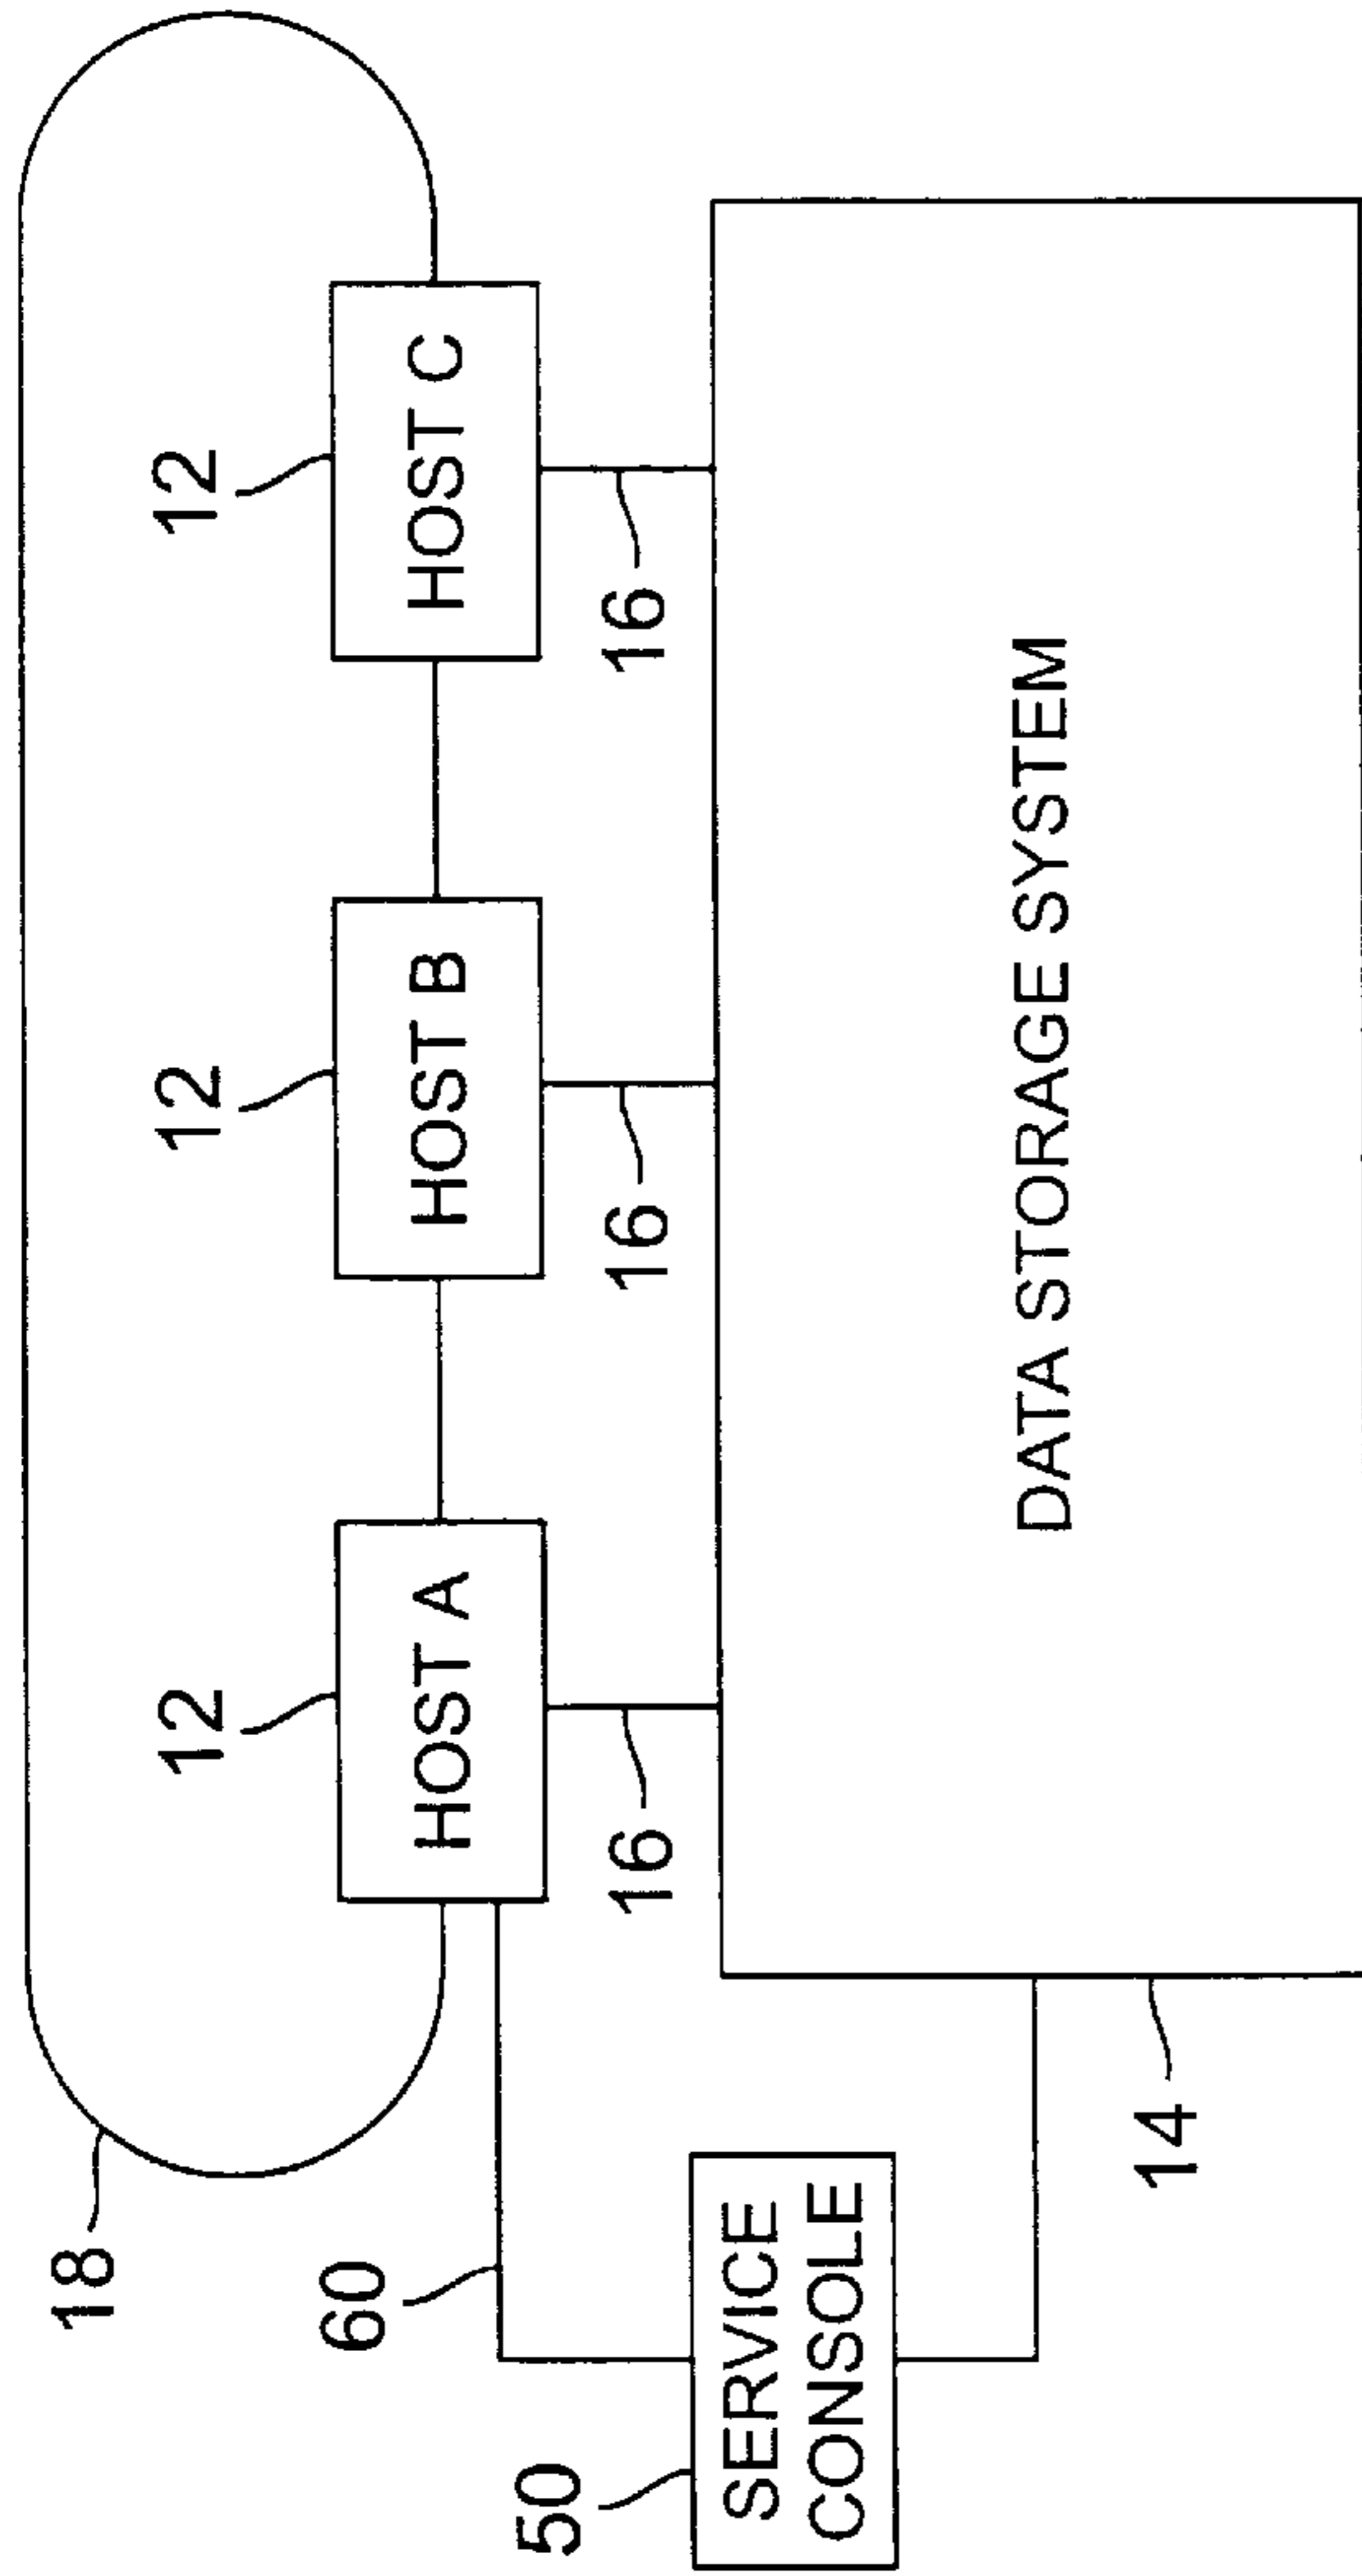 18
12
12
12
HOST A
HOST B
HOST C
60
16
16
16
50
SERVICE
CONSOLE
DATA STORAGE SYSTEM
14